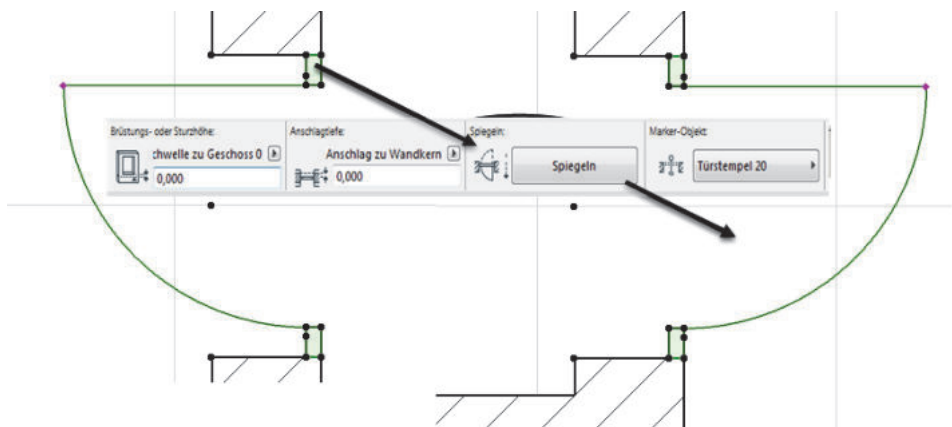 Brüstungs- oder Sturzhöhe:
chwelle zu Geschoss 0
0,000
Anschlagtiefe:
Anschlag zu Wandkern
0,000
Spiegeln:
Spiegeln
Marker-Objekt:
Türstempel 20